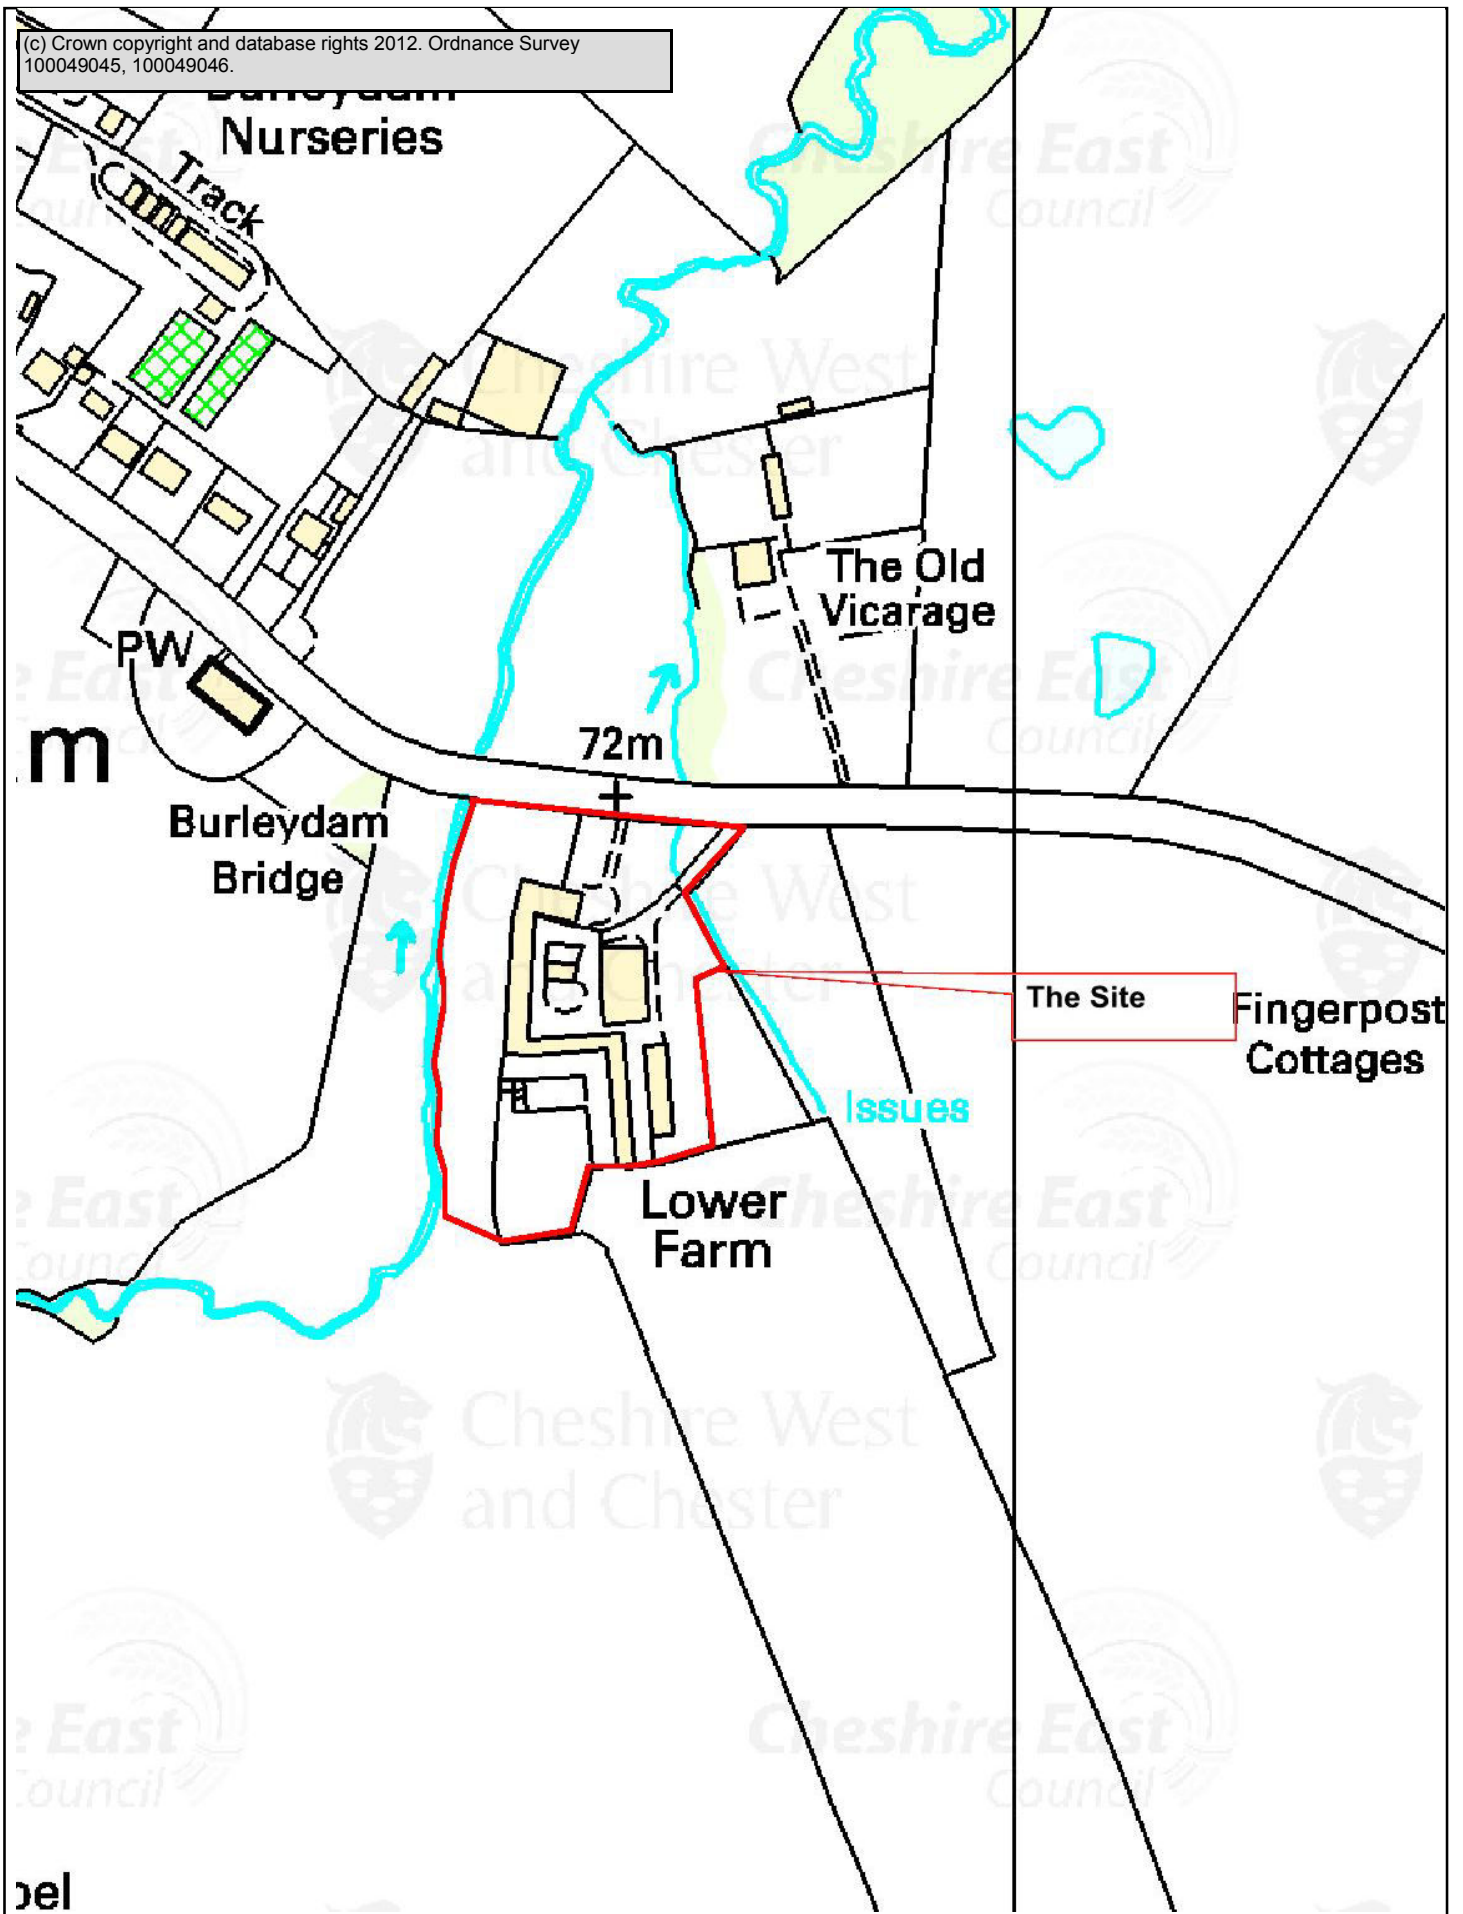 (c) Crown copyright and database rights 2012. Ordnance Survey
100049045, 100049046.
Nurseries
Track
The Old
Vicarage
PW
72m
m
Burleydam
Bridge
The Site
Fingerpost
Cottages
Issues
Lower
Farm
Cheshire East
Council
Cheshire West
and Chester